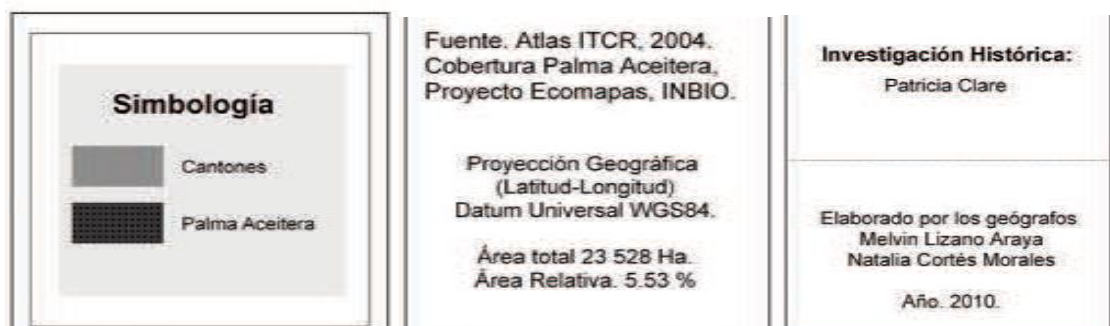 Simbología
Cantones
Palma Aceitera
Fuente. Atlas ITCR, 2004.
Cobertura Palma Aceitera,
Proyecto Ecomapas, INBIO.
Proyección Geográfica
(Latitud-Longitud)
Datum Universal WGS84.
Área total 23 528 Ha.
Área Relativa. 5.53 %
Investigación Histórica:
Patricia Clare
Elaborado por los geógrafos
Melvin Lizano Araya
Natalia Cortés Morales
Año. 2010.